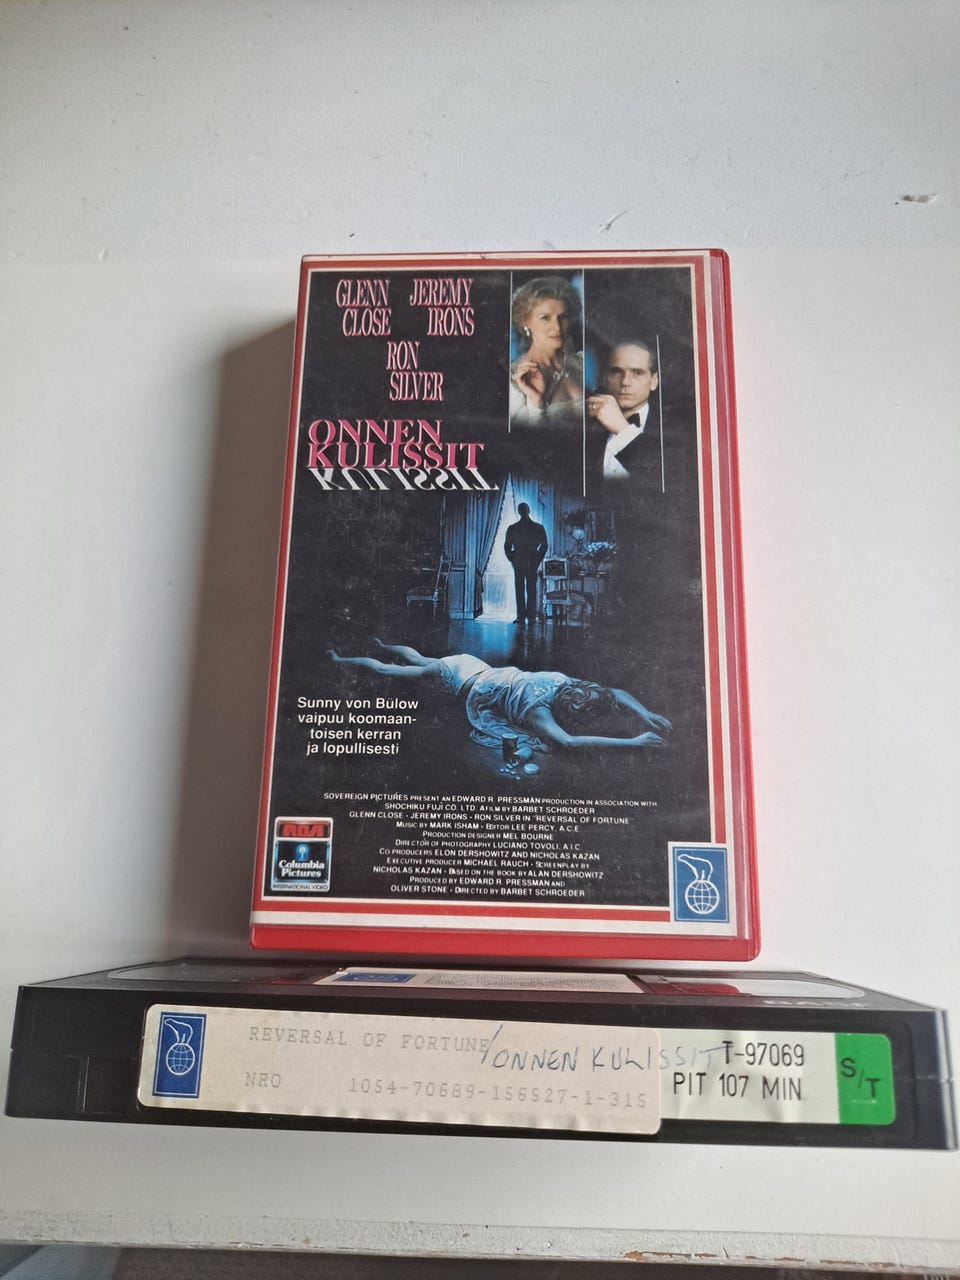 GLENN CLOSE
JEREMY IRONS
RON SILVER
ONNEN
KULISSIT
KULISSIT
Sunny von Bülow
vaipuu koomaan-
toisen kerran
ja lopullisesti
SOVEREIGN PICTURES PRESENT AN EDWARD R. PRESSMAN PRODUCTION IN ASSOCIATION WITH
SHOCHIKU FUJI CO. LTD. A FILM BY BARBET SCHROEDER
GLENN CLOSE · JEREMY IRONS · RON SILVER IN "REVERSAL OF FORTUNE"
MUSIC BY MARK ISHAM · EDITOR LEE PERCY, A.C.E
PRODUCTION DESIGNER MEL BOURNE
DIRECTOR OF PHOTOGRAPHY LUCIANO TOVOLI, A.I.C
CO-PRODUCERS ELON DERSHOWITZ AND NICHOLAS KAZAN
EXECUTIVE PRODUCER MICHAEL RAUCH · SCREENPLAY BY
NICHOLAS KAZAN · BASED ON THE BOOK BY ALAN DERSHOWITZ
PRODUCED BY EDWARD R. PRESSMAN AND
OLIVER STONE · DIRECTED BY BARBET SCHROEDER
RCA
Columbia
Pictures
INTERNATIONAL VIDEO
REVERSAL OF FORTUNE/ONNEN KULISSIT
NRO 1054-70689-156527-1-315
T-97069
PIT 107 MIN
S/T